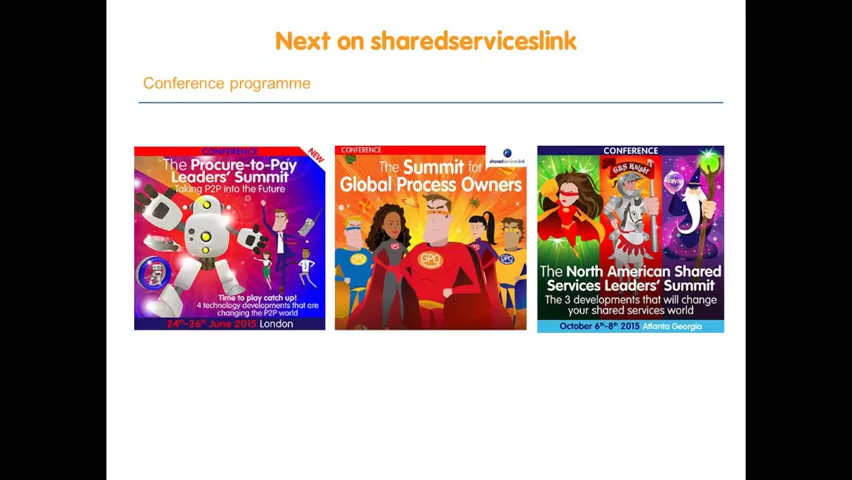 Next on sharedserviceslink
Conference programme
CONFERENCE
NEW
The Procure-to-Pay
Leaders' Summit
Taking P2P into the Future
Time to play catch up!
4 technology developments that are
changing the P2P world
24th-26th June 2015 London
CONFERENCE
sharedserviceslink
The Summit for
Global Process Owners
GPO
GPO
GPO
CONFERENCE
GBS Knight
The North American Shared
Services Leaders' Summit
The 3 developments that will change
your shared services world
October 6th-8th 2015 Atlanta Georgia